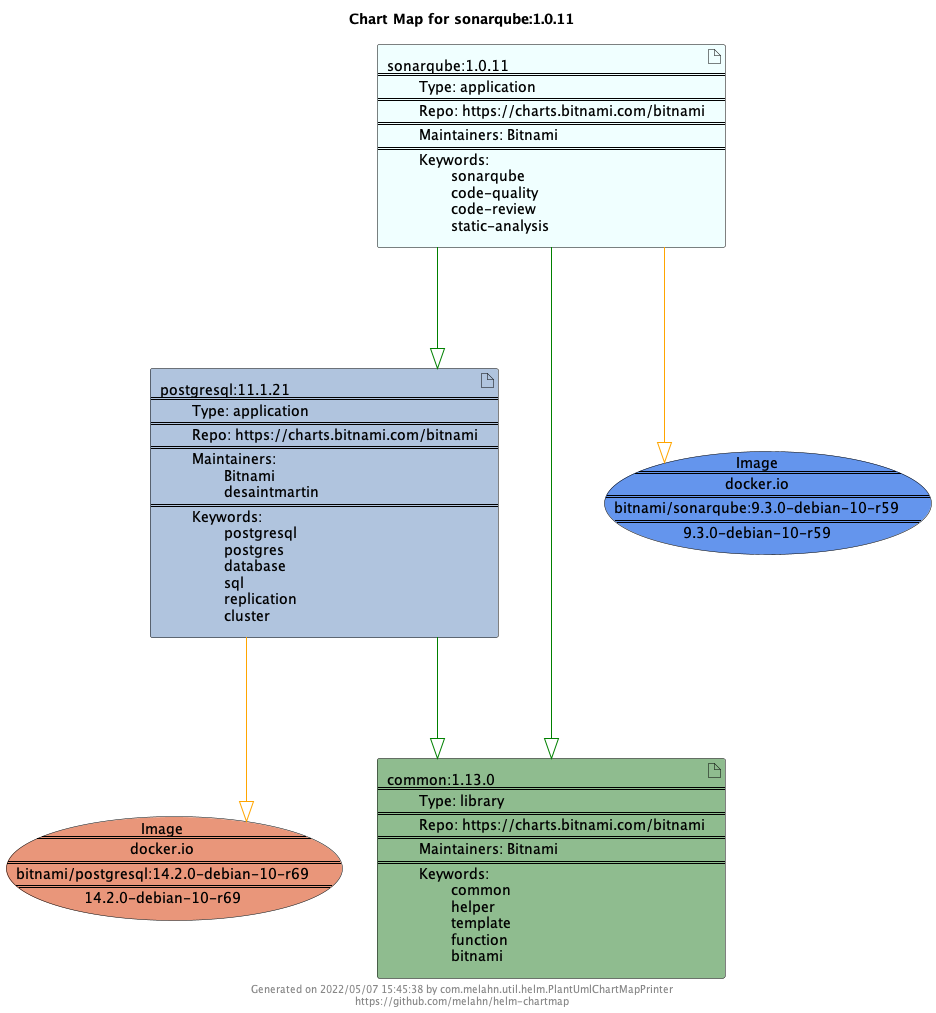 Chart Map for sonarqube:1.0.11
sonarqube:1.0.11
Type: application
Repo: https://charts.bitnami.com/bitnami
Maintainers: Bitnami
Keywords:
sonarqube
code-quality
code-review
static-analysis
postgresql:11.1.21
Type: application
Repo: https://charts.bitnami.com/bitnami
Maintainers:
Bitnami
desaintmartin
Keywords:
postgresql
postgres
database
sql
replication
cluster
Image
docker.io
bitnami/sonarqube:9.3.0-debian-10-r59
9.3.0-debian-10-r59
Image
docker.io
bitnami/postgresql:14.2.0-debian-10-r69
14.2.0-debian-10-r69
common:1.13.0
Type: library
Repo: https://charts.bitnami.com/bitnami
Maintainers: Bitnami
Keywords:
common
helper
template
function
bitnami
Generated on 2022/05/07 15:45:38 by com.melahn.util.helm.PlantUmlChartMapPrinter
https://github.com/melahn/helm-chartmap